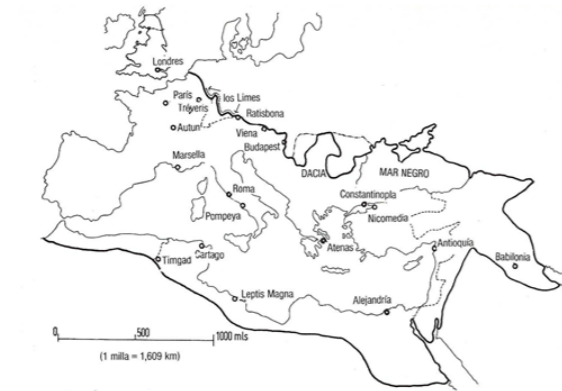 Londres
París
los Limes
Tréveris
Ratisbona
Autun
Viena
Budapest
Marsella
DACIA
MAR NEGRO
Roma
Constantinopla
Pompeya
Nicomedia
Atenas
Antioquía
Cartago
Babilonia
Timgad
Leptis Magna
Alejandría
0 500 1000 mls
(1 milla = 1,609 km)